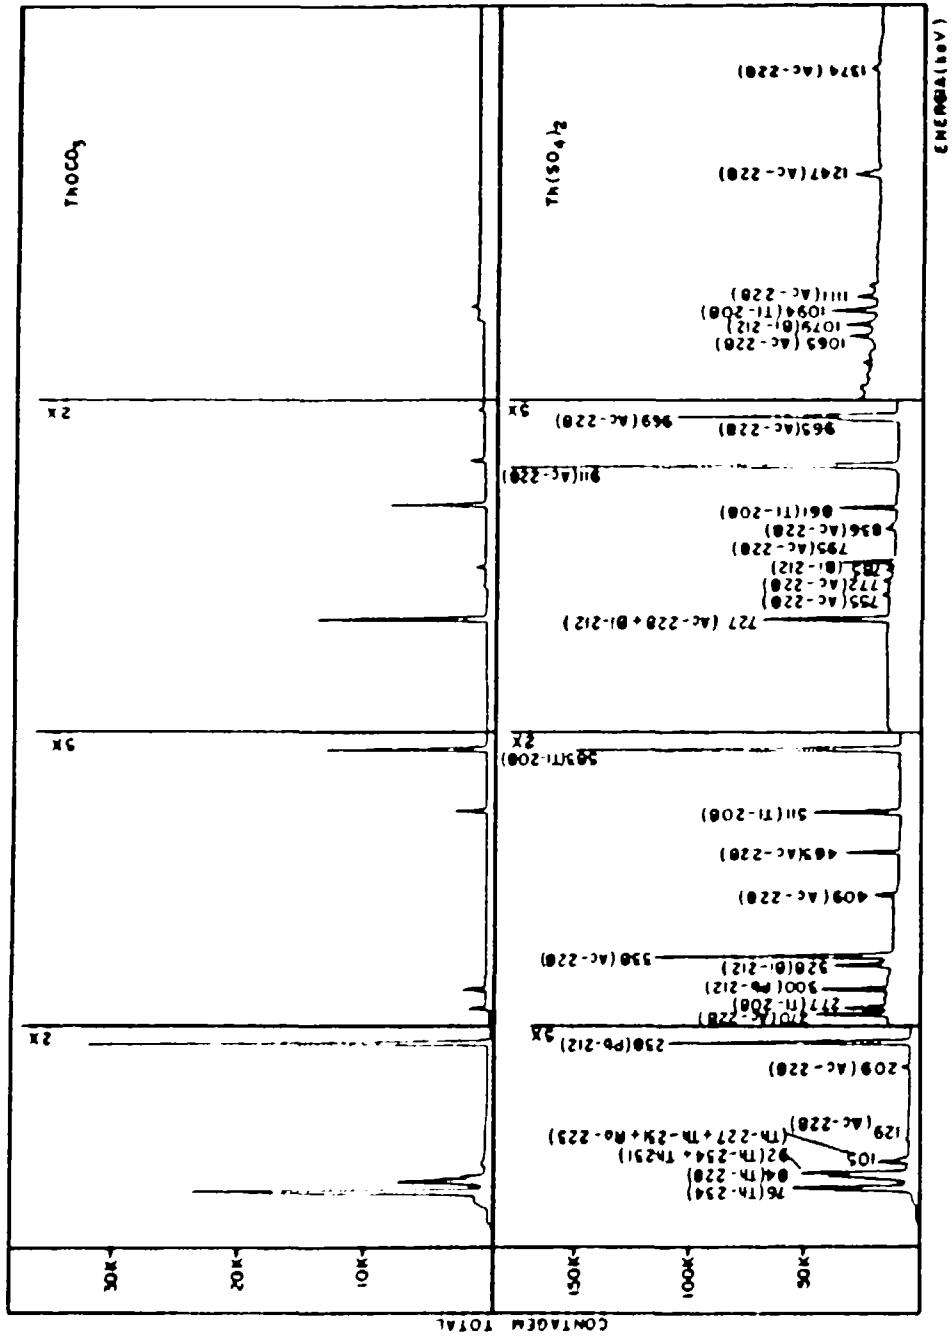 CONTAGEM TOTAL
30K
20K
10K
ThOCO3
2X
5X
2X
150K
100K
50K
Th(SO4)2
5X
2X
5X
76(Th-234)
84(Th-228)
92(Th-234+Th231)
105
(Th-227+Th-231+Ra-223)
129
(Ac-228)
209(Ac-228)
238(Pb-212)
270(Ac-228)
277(Tl-208)
300(Pb-212)
328(Bi-212)
338(Ac-228)
409(Ac-228)
463(Ac-228)
511(Tl-208)
583(Tl-208)
727 (Ac-228+Bi-212)
755(Ac-228)
772(Ac-228)
(Bi-212)
795(Ac-228)
836(Ac-228)
861(Tl-208)
911(Ac-228)
965(Ac-228)
969(Ac-228)
1065(Ac-228)
1079(Bi-212)
1094(Tl-208)
1111(Ac-228)
1247(Ac-228)
1374(Ac-228)
ENERGIA(keV)